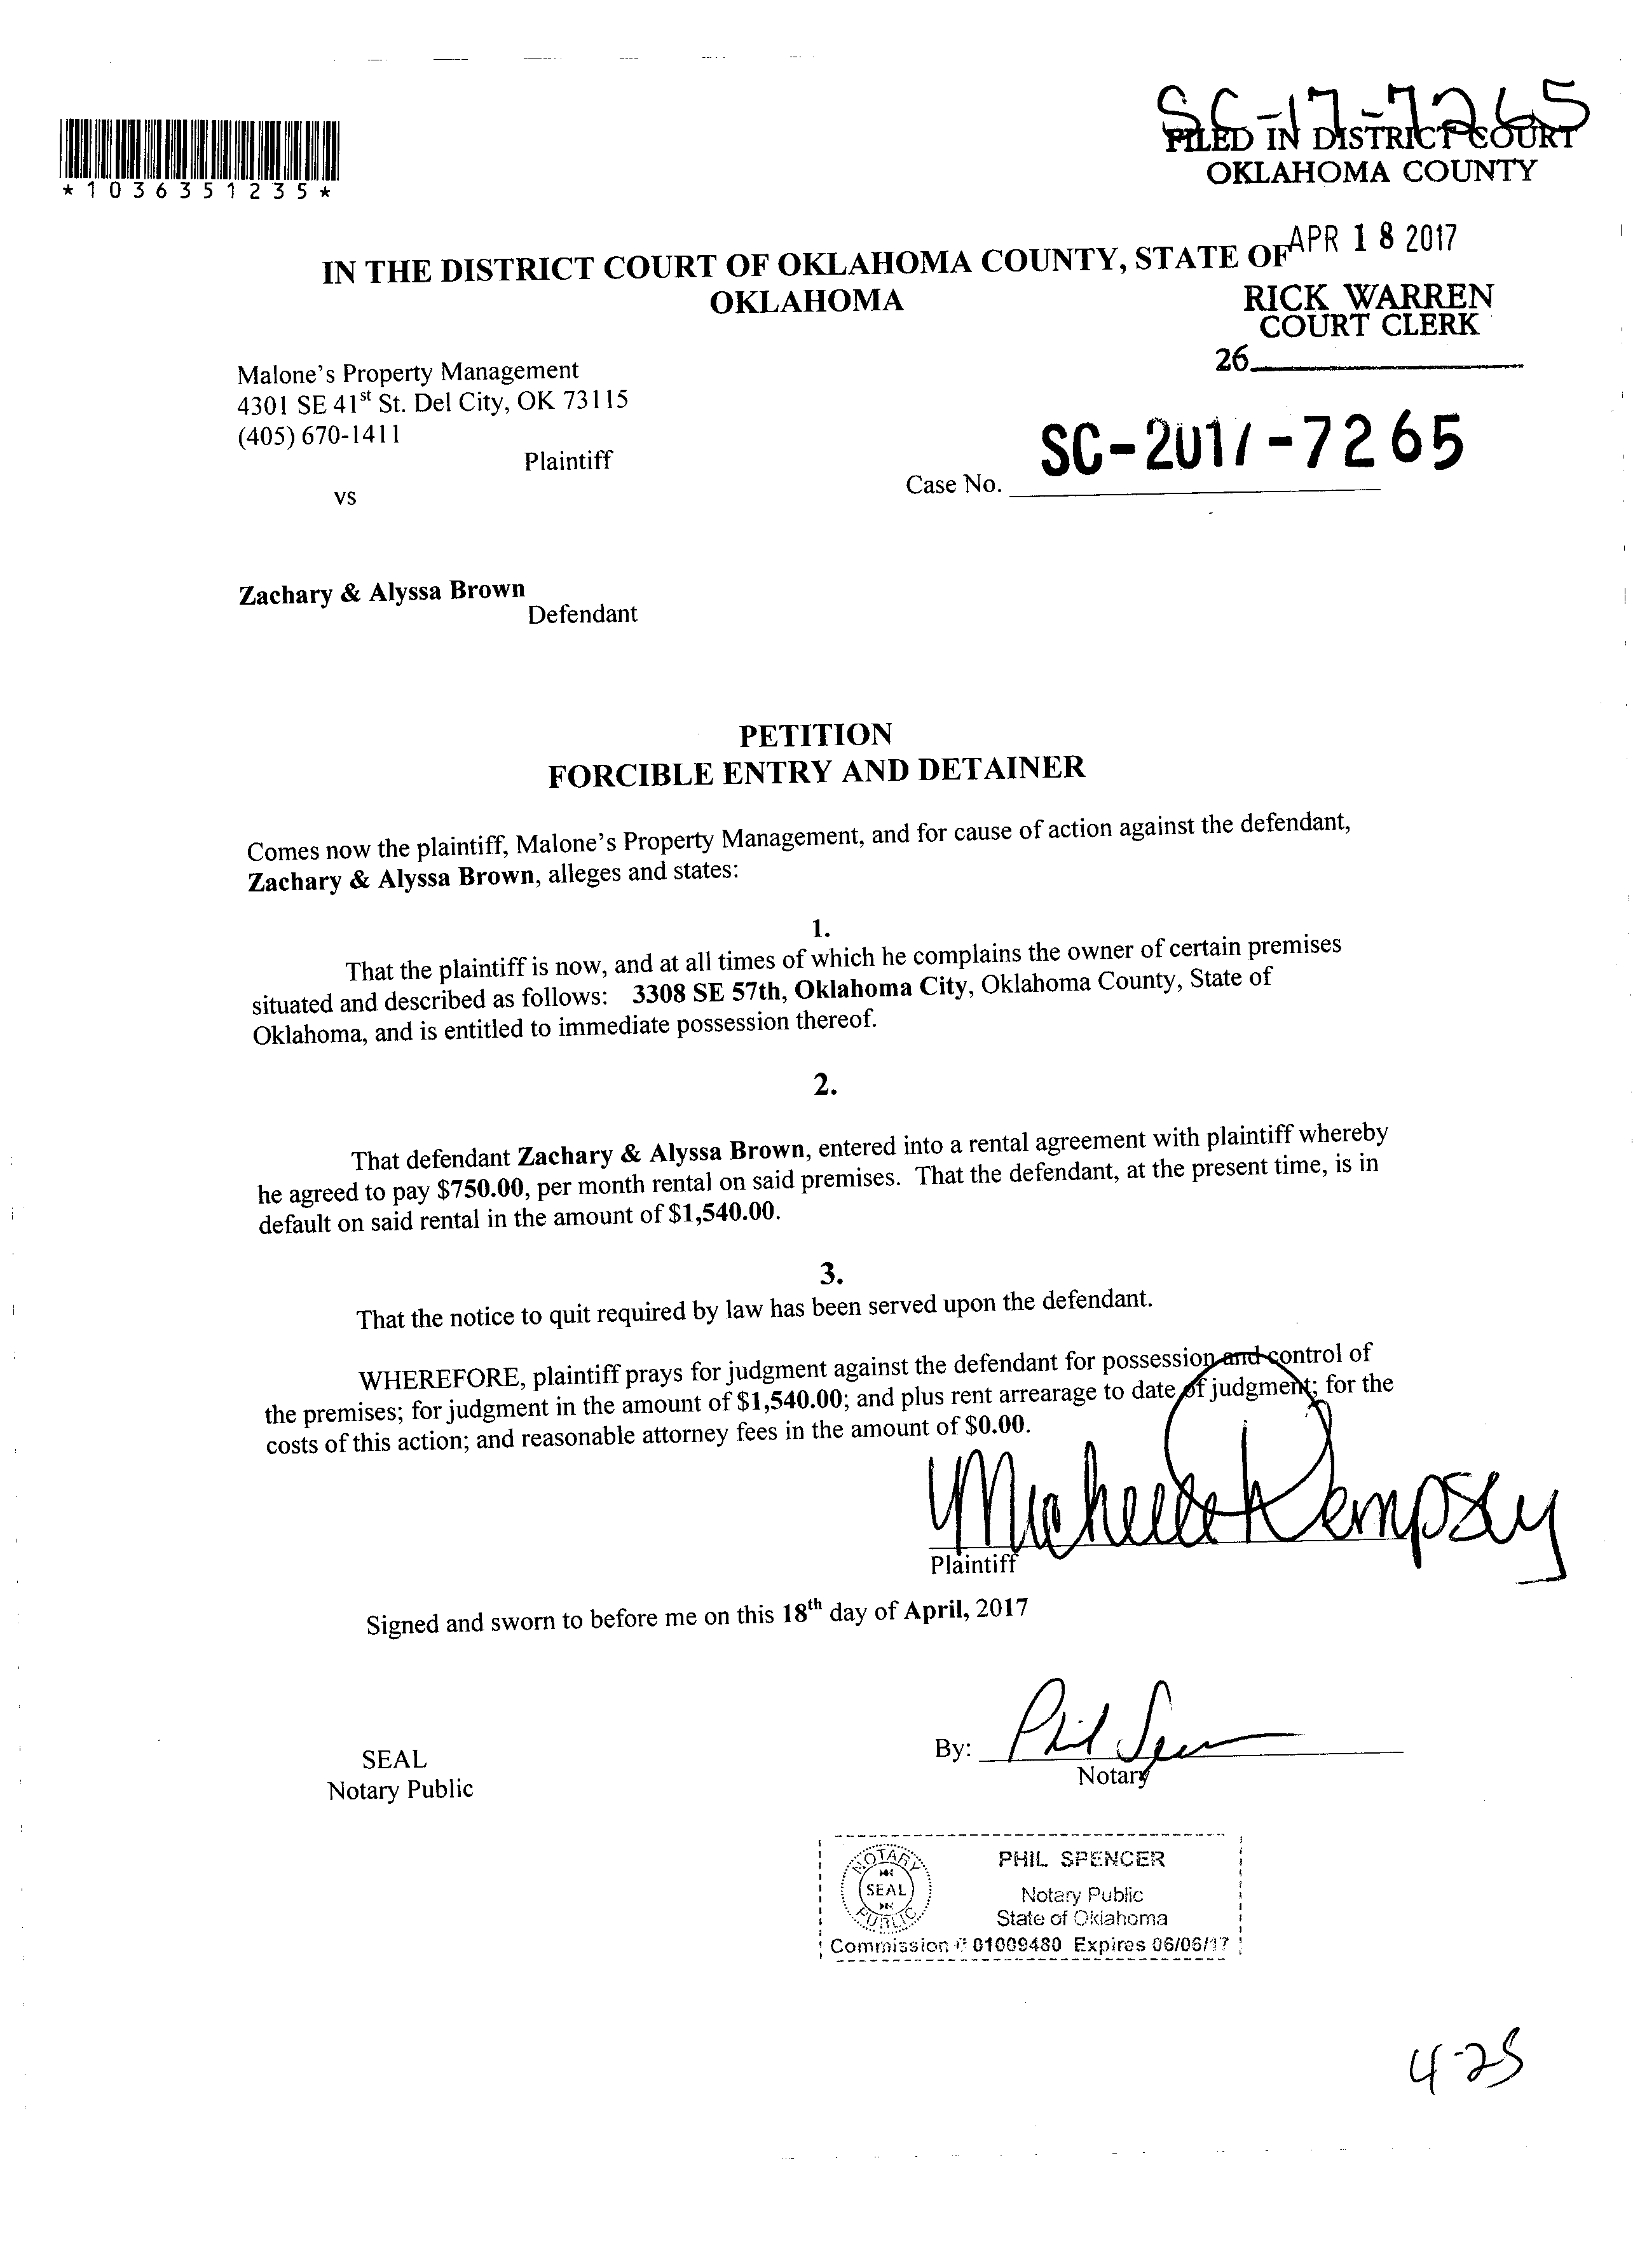 SC-17-7265
FILED IN DISTRICT COURT
OKLAHOMA COUNTY
*1036351235*
APR 18 2017
IN THE DISTRICT COURT OF OKLAHOMA COUNTY, STATE OF
OKLAHOMA
RICK WARREN
COURT CLERK
26
Malone's Property Management
4301 SE 41st St. Del City, OK 73115
(405) 670-1411
Plaintiff
SC-2017-7265
Case No.
vs
Zachary & Alyssa Brown
Defendant
PETITION
FORCIBLE ENTRY AND DETAINER
Comes now the plaintiff, Malone's Property Management, and for cause of action against the defendant,
Zachary & Alyssa Brown, alleges and states:
1.
That the plaintiff is now, and at all times of which he complains the owner of certain premises
situated and described as follows: 3308 SE 57th, Oklahoma City, Oklahoma County, State of
Oklahoma, and is entitled to immediate possession thereof.
2.
That defendant Zachary & Alyssa Brown, entered into a rental agreement with plaintiff whereby
he agreed to pay $750.00, per month rental on said premises. That the defendant, at the present time, is in
default on said rental in the amount of $1,540.00.
3.
That the notice to quit required by law has been served upon the defendant.
WHEREFORE, plaintiff prays for judgment against the defendant for possession and control of
the premises; for judgment in the amount of $1,540.00; and plus rent arrearage to date of judgment; for the
costs of this action; and reasonable attorney fees in the amount of $0.00.
Michelle Dempsey
Plaintiff
Signed and sworn to before me on this 18th day of April, 2017
By: Phil Spencer
Notary
SEAL
Notary Public
NOTARY
SEAL
PUBLIC
PHIL SPENCER
Notary Public
State of Oklahoma
Commission # 01009480 Expires 06/06/17
4-25